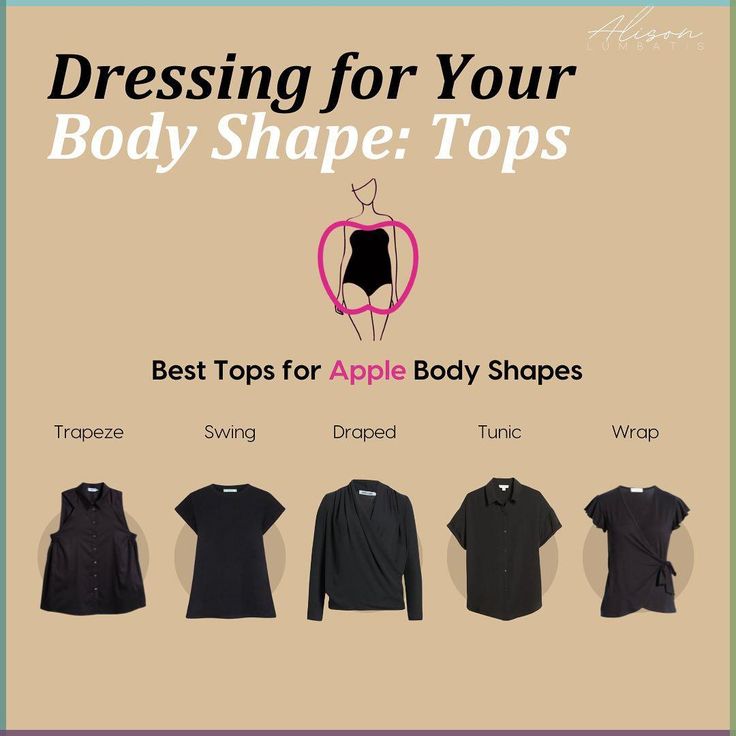 Alison
LUMBATIS
Dressing for Your
Body Shape: Tops
Best Tops for Apple Body Shapes
Trapeze Swing Draped Tunic Wrap